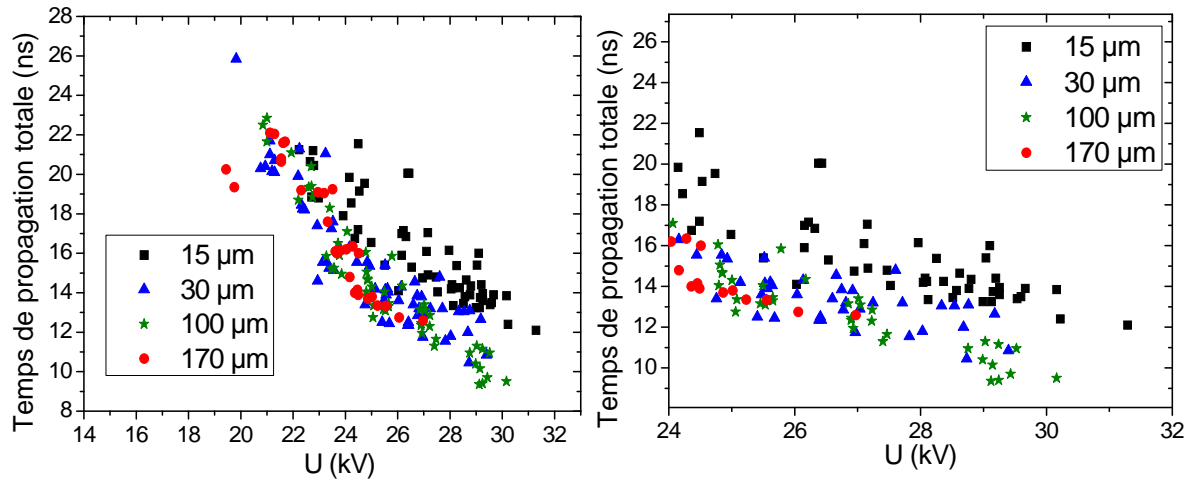 Temps de propagation totale (ns)
28
26
24
22
20
18
16
14
12
10
8
15 µm
30 µm
100 µm
170 µm
14 16 18 20 22 24 26 28 30 32
U (kV)
Temps de propagation totale (ns)
26
24
22
20
18
16
14
12
10
8
15 µm
30 µm
100 µm
170 µm
24 26 28 30 32
U (kV)